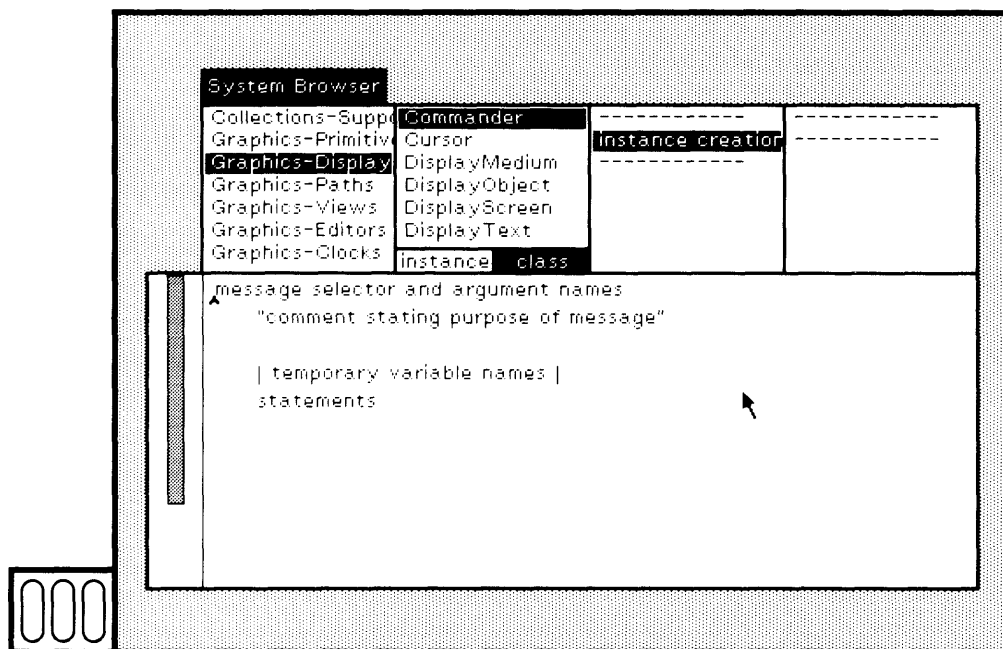 System Browser
Collections-Suppo
Graphics-Primitive
Graphics-Display
Graphics-Paths
Graphics-Views
Graphics-Editors
Graphics-Clocks
Commander
Cursor
DisplayMedium
DisplayObject
DisplayScreen
DisplayText
instance class
------------
instance creation
------------
------------
------------
message selector and argument names
"comment stating purpose of message"
| temporary variable names |
statements